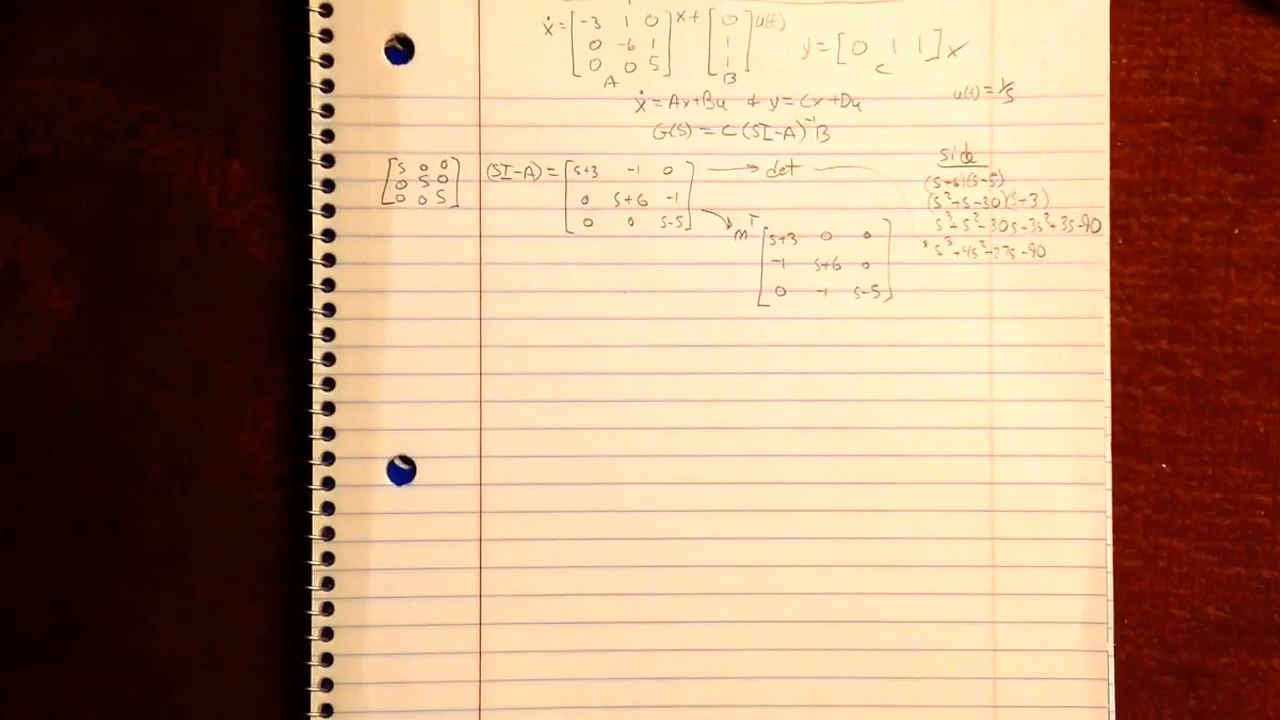 ẋ = [-3 1 0; 0 -6 1; 0 0 5] x + [0; 1; 1] u(t) y = [0 1 1] x
A B C
ẋ = Ax+Bu & y = Cx+Du u(t) = 1/s
G(s) = C(SI-A)⁻¹B
side
[s 0 0; 0 s 0; 0 0 s] (SI-A) = [s+3 -1 0; 0 s+6 -1; 0 0 s-5] → det
(s+6)(s-5)
(s²+s-30)(s+3)
s³+s²-30s-3s²+3s-90
s³+4s²-27s-90
mᵀ [s+3 0 0; -1 s+6 0; 0 -1 s-5]